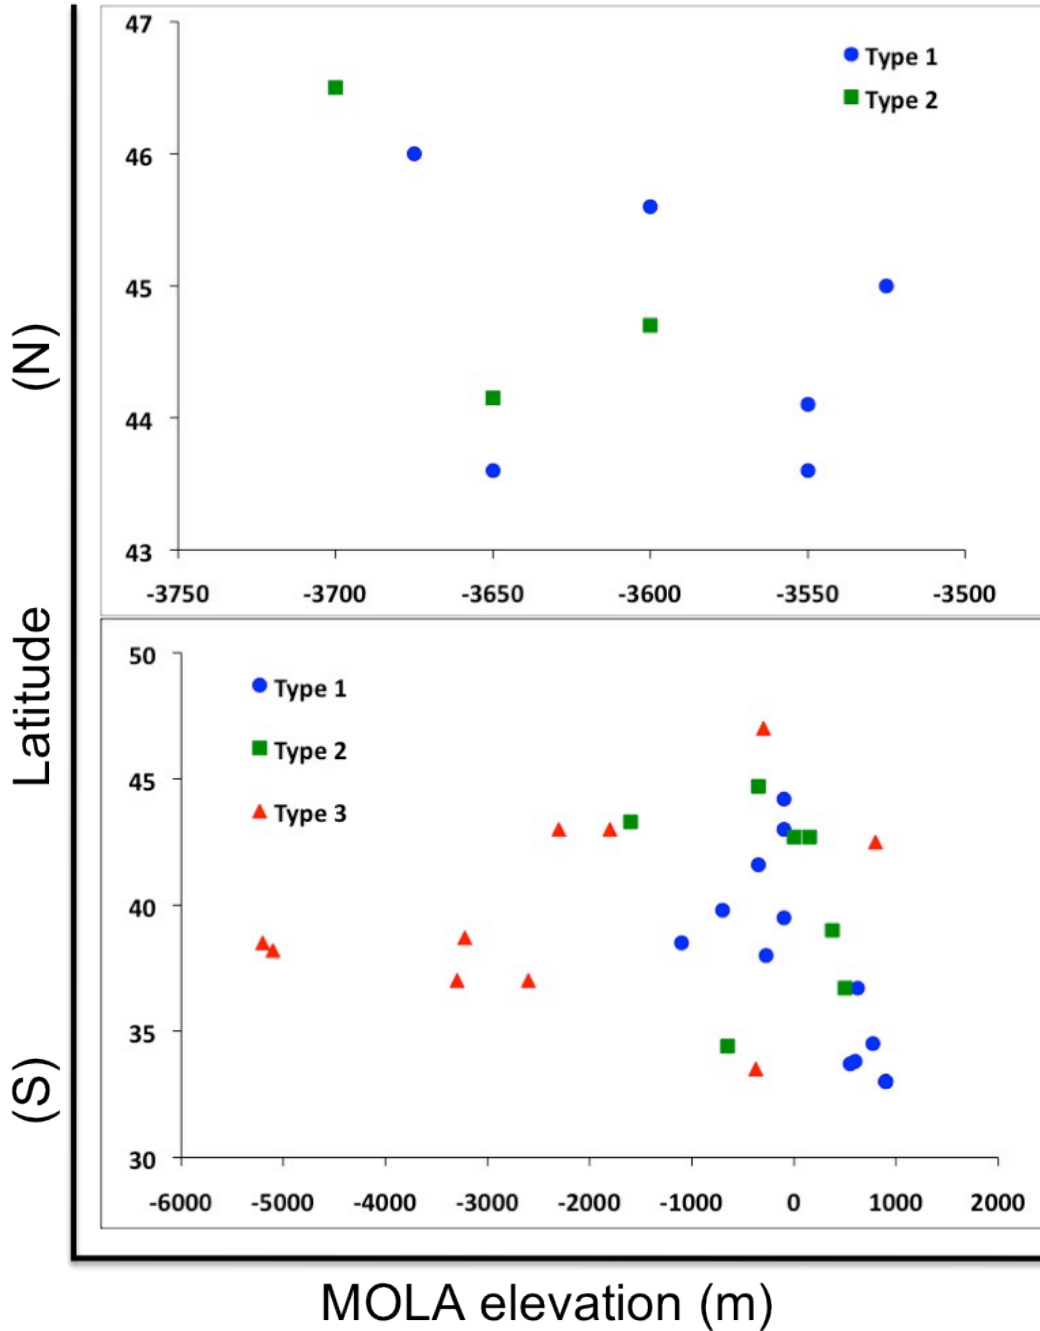 47
Type 1
Type 2
46
45
44
43
-3750 -3700 -3650 -3600 -3550 -3500
(N)
Latitude
(S)
50
Type 1
45
Type 2
Type 3
40
35
30
-6000 -5000 -4000 -3000 -2000 -1000 0 1000 2000
MOLA elevation (m)